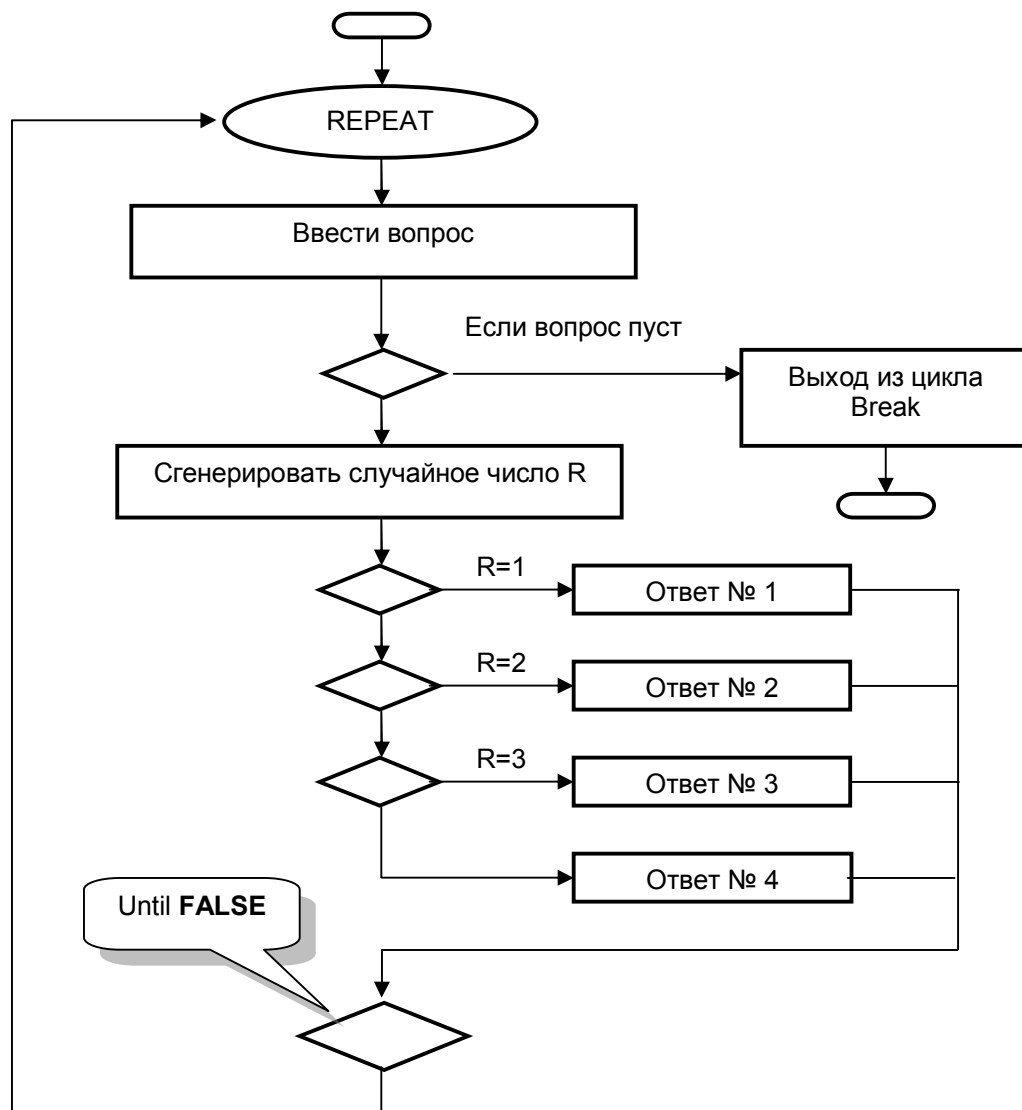 REPEAT
Ввести вопрос
Если вопрос пуст
Выход из цикла
Break
Сгенерировать случайное число R
R=1
Ответ № 1
R=2
Ответ № 2
R=3
Ответ № 3
Ответ № 4
Until FALSE